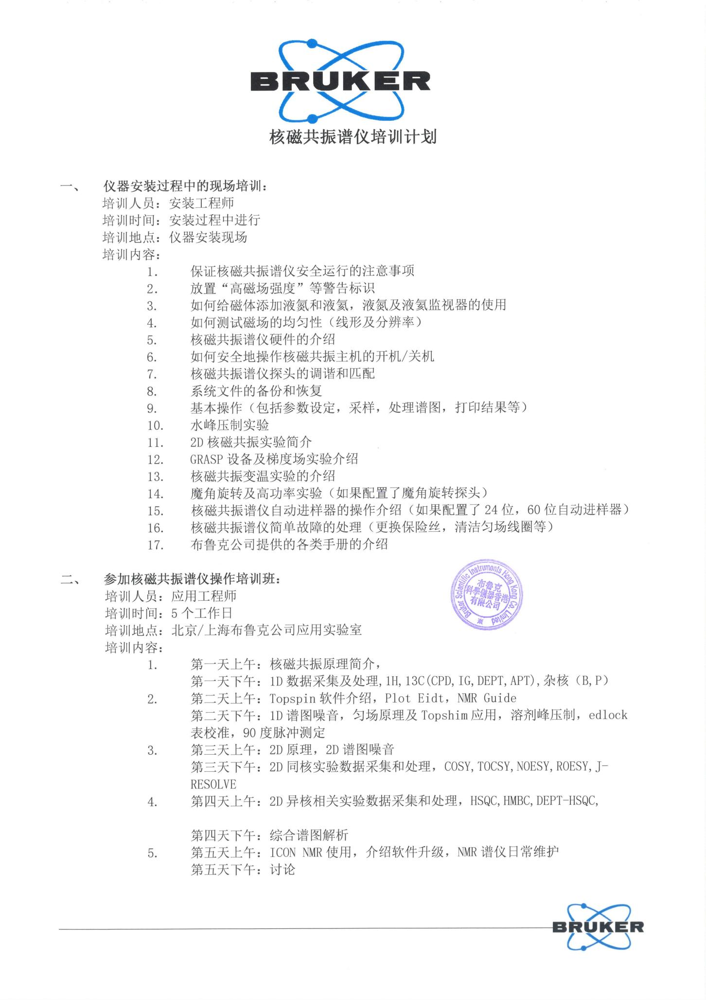 BRUKER
核磁共振谱仪培训计划
一、 仪器安装过程中的现场培训：
培训人员：安装工程师
培训时间：安装过程中进行
培训地点：仪器安装现场
培训内容：
1. 保证核磁共振谱仪安全运行的注意事项
2. 放置“高磁场强度”等警告标识
3. 如何给磁体添加液氮和液氦，液氮及液氦监视器的使用
4. 如何测试磁场的均匀性（线形及分辨率）
5. 核磁共振谱仪硬件的介绍
6. 如何安全地操作核磁共振主机的开机/关机
7. 核磁共振谱仪探头的调谐和匹配
8. 系统文件的备份和恢复
9. 基本操作（包括参数设定，采样，处理谱图，打印结果等）
10. 水峰压制实验
11. 2D 核磁共振实验简介
12. GRASP 设备及梯度场实验介绍
13. 核磁共振变温实验的介绍
14. 魔角旋转及高功率实验（如果配置了魔角旋转探头）
15. 核磁共振谱仪自动进样器的操作介绍（如果配置了 24 位，60 位自动进样器）
16. 核磁共振谱仪简单故障的处理（更换保险丝，清洁匀场线圈等）
17. 布鲁克公司提供的各类手册的介绍
二、 参加核磁共振谱仪操作培训班：
培训人员：应用工程师
培训时间：5 个工作日
培训地点：北京/上海布鲁克公司应用实验室
培训内容：
Bruker Scientific Instruments Hong Kong Co. Limited
布魯克
科學儀器香港
有限公司
1. 第一天上午：核磁共振原理简介，
第一天下午：1D 数据采集及处理,1H,13C(CPD,IG,DEPT,APT),杂核（B,P）
2. 第二天上午：Topspin 软件介绍，Plot Eidt，NMR Guide
第二天下午：1D 谱图噪音，匀场原理及 Topshim 应用，溶剂峰压制，edlock
表校准，90 度脉冲测定
3. 第三天上午：2D 原理，2D 谱图噪音
第三天下午：2D 同核实验数据采集和处理，COSY,TOCSY,NOESY,ROESY,J-
RESOLVE
4. 第四天上午：2D 异核相关实验数据采集和处理，HSQC,HMBC,DEPT-HSQC,
第四天下午：综合谱图解析
5. 第五天上午：ICON NMR 使用，介绍软件升级，NMR 谱仪日常维护
第五天下午：讨论
BRUKER